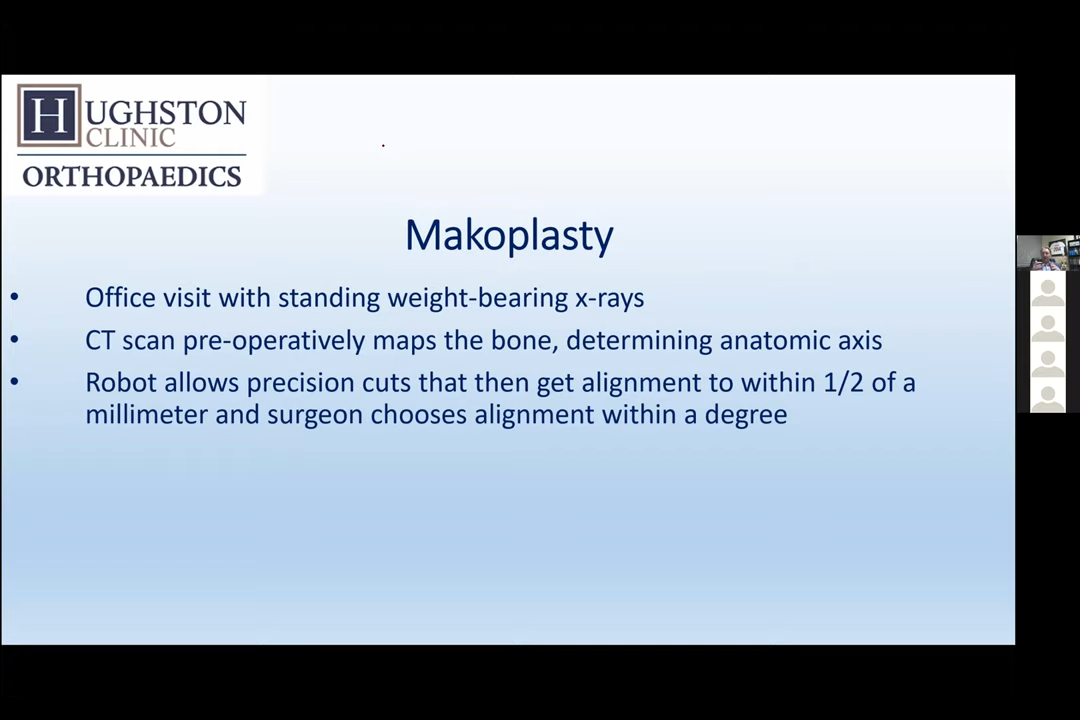 HUGHSTON
CLINIC
ORTHOPAEDICS
Makoplasty
• Office visit with standing weight-bearing x-rays
• CT scan pre-operatively maps the bone, determining anatomic axis
• Robot allows precision cuts that then get alignment to within 1/2 of a
millimeter and surgeon chooses alignment within a degree